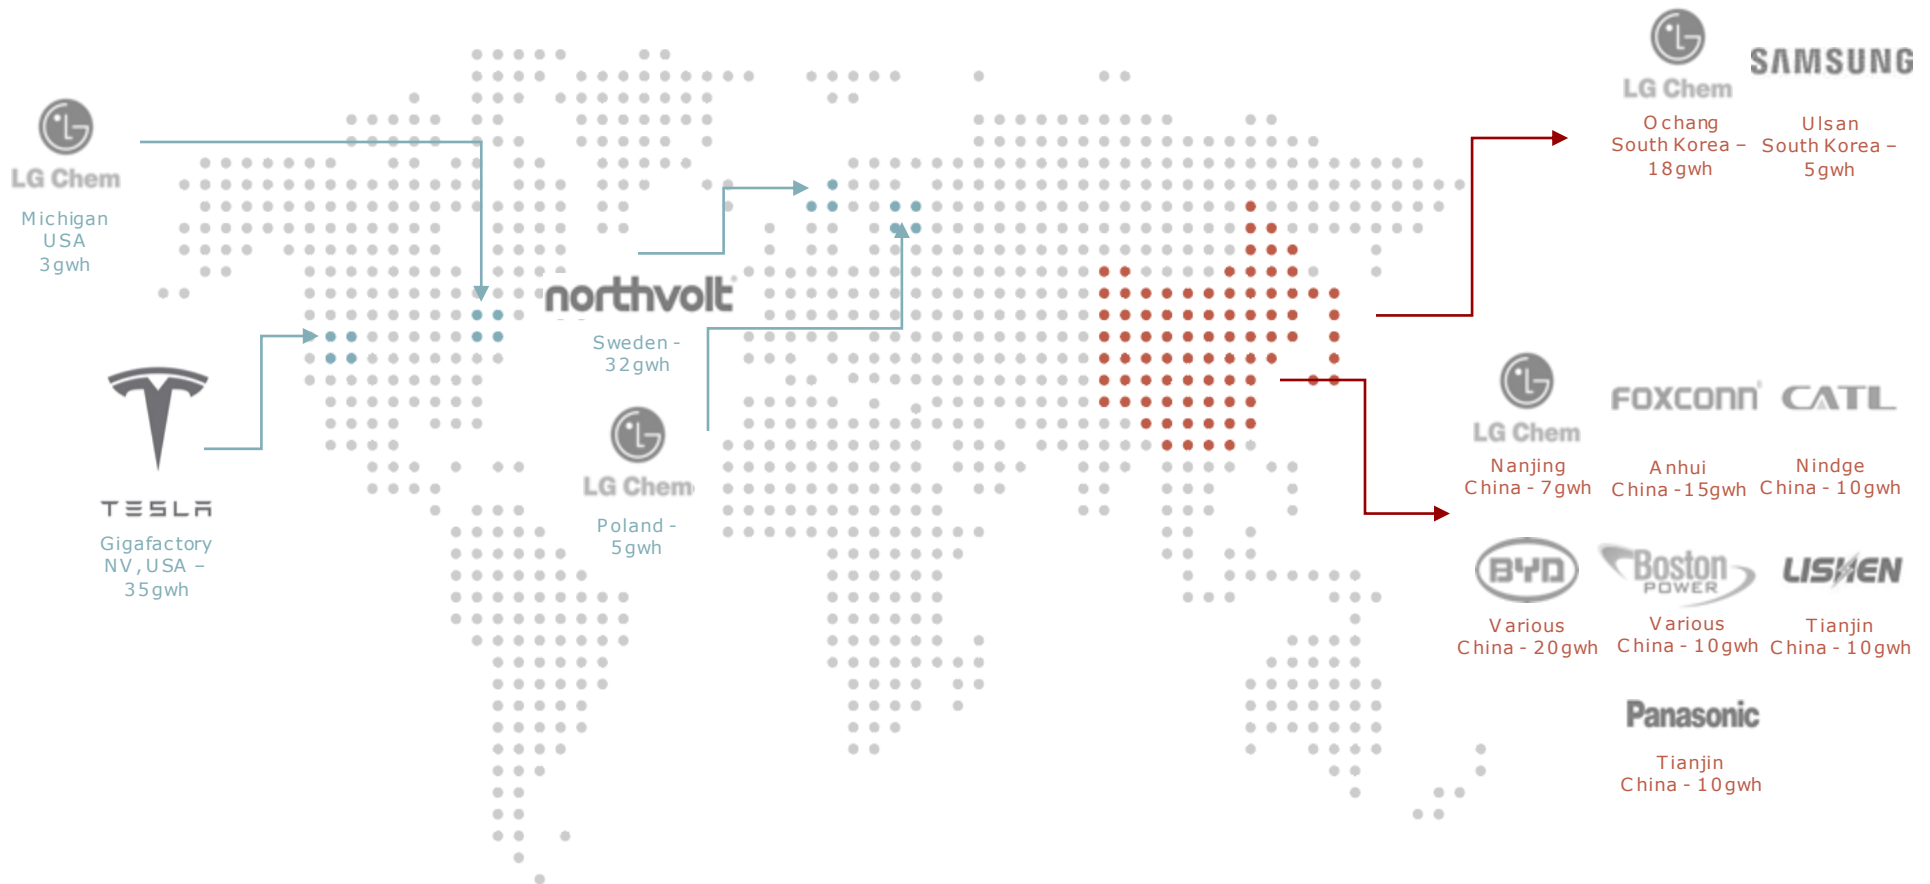 LG Chem
Michigan
USA
3gwh
TESLA
Gigafactory
NV, USA –
35gwh
northvolt
Sweden -
32gwh
LG Chem
Poland -
5gwh
LG Chem
Ochang
South Korea –
18gwh
SAMSUNG
Ulsan
South Korea –
5gwh
LG Chem
Nanjing
China - 7gwh
FOXCONN
Anhui
China -15gwh
CATL
Nindge
China - 10gwh
BYD
Various
China - 20gwh
Boston
POWER
Various
China - 10gwh
LISHEN
Tianjin
China - 10gwh
Panasonic
Tianjin
China - 10gwh